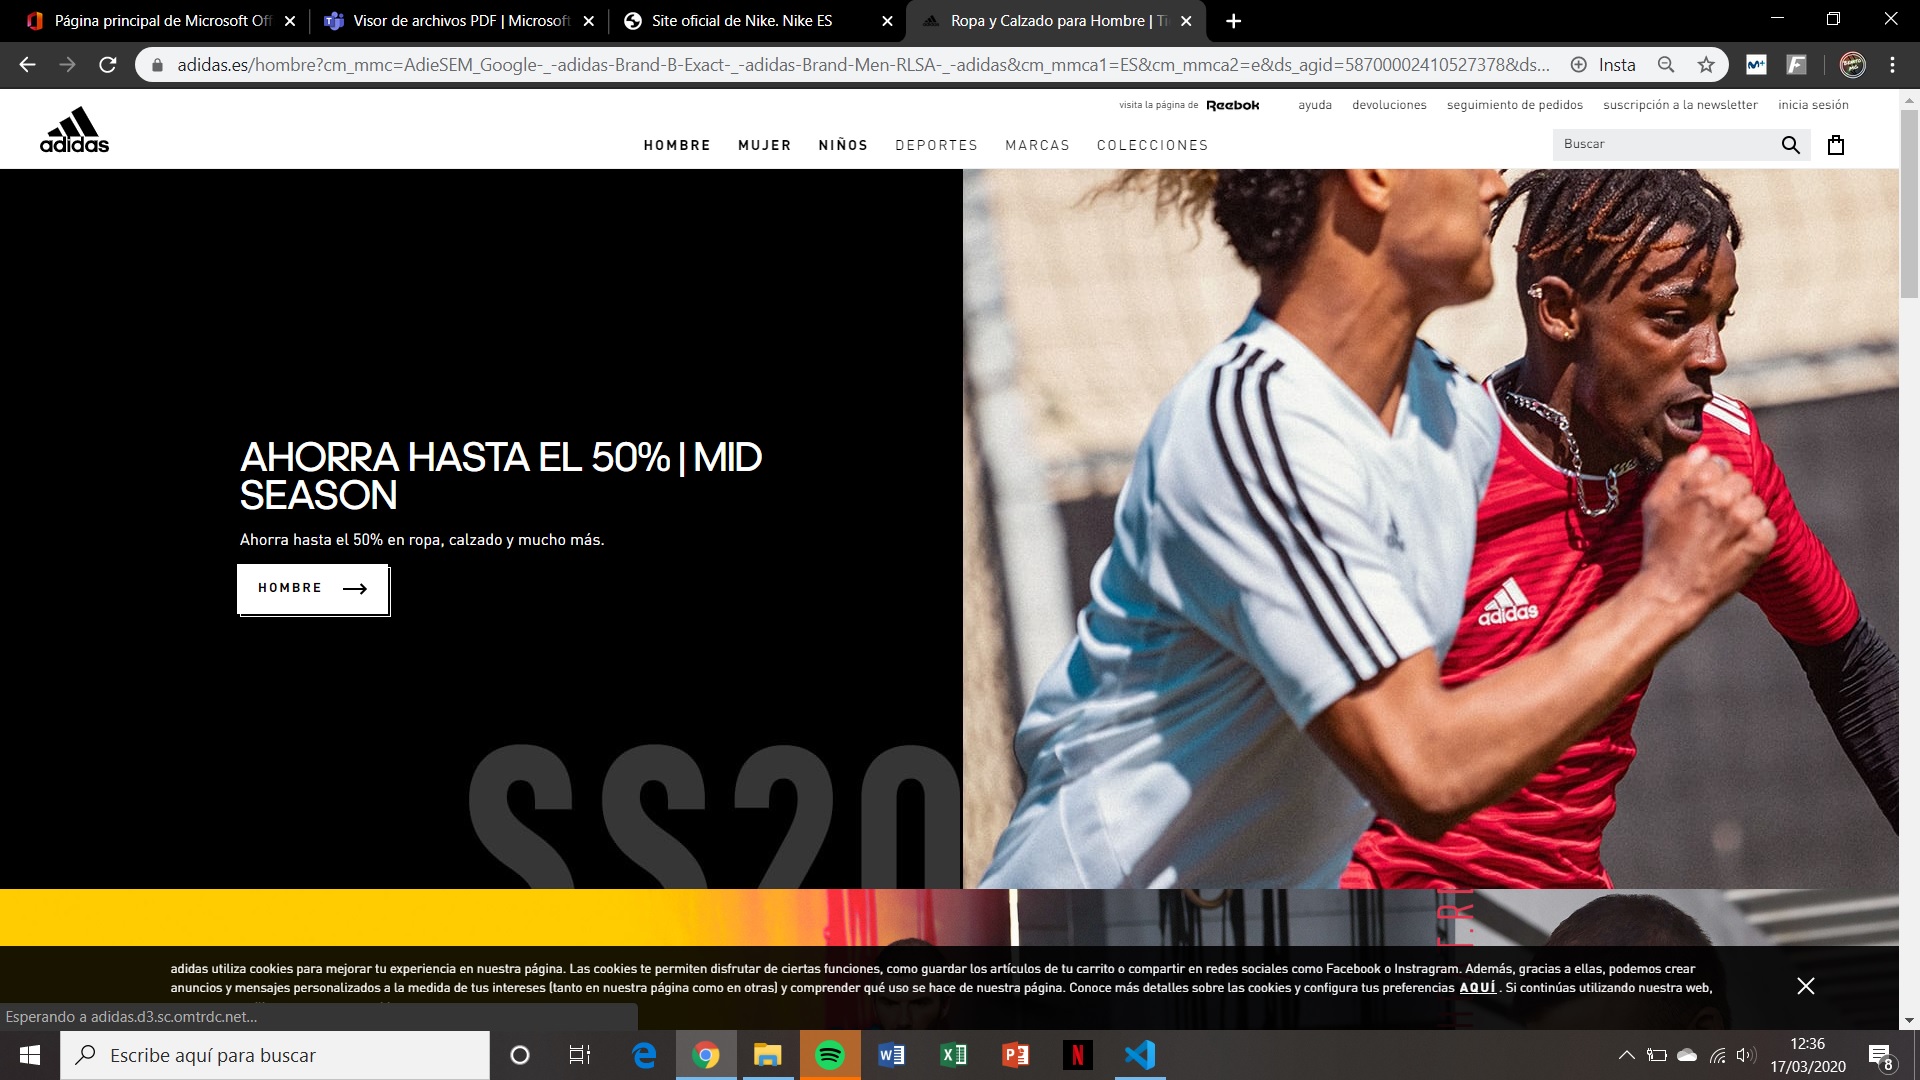 Página principal de Microsoft Off
Visor de archivos PDF | Microsoft
Site oficial de Nike. Nike ES
Ropa y Calzado para Hombre | Ti
adidas.es/hombre?cm_mmc=AdieSEM_Google-_-adidas-Brand-B-Exact-_-adidas-Brand-Men-RLSA-_-adidas&cm_mmca1=ES&cm_mmca2=e&ds_agid=58700002410527378&ds...
Insta
visita la página de Reebok
ayuda
devoluciones
seguimiento de pedidos
suscripción a la newsletter
inicia sesión
adidas
HOMBRE
MUJER
NIÑOS
DEPORTES
MARCAS
COLECCIONES
Buscar
AHORRA HASTA EL 50% | MID
SEASON
Ahorra hasta el 50% en ropa, calzado y mucho más.
HOMBRE
adidas
SS20
adidas utiliza cookies para mejorar tu experiencia en nuestra página. Las cookies te permiten disfrutar de ciertas funciones, como guardar los artículos de tu carrito o compartir en redes sociales como Facebook o Instragram. Además, gracias a ellas, podemos crear
anuncios y mensajes personalizados a la medida de tus intereses (tanto en nuestra página como en otras) y comprender qué uso se hace de nuestra página. Conoce más detalles sobre las cookies y configura tus preferencias AQUÍ . Si continúas utilizando nuestra web,
Esperando a adidas.d3.sc.omtrdc.net...
Escribe aquí para buscar
12:36
17/03/2020
8